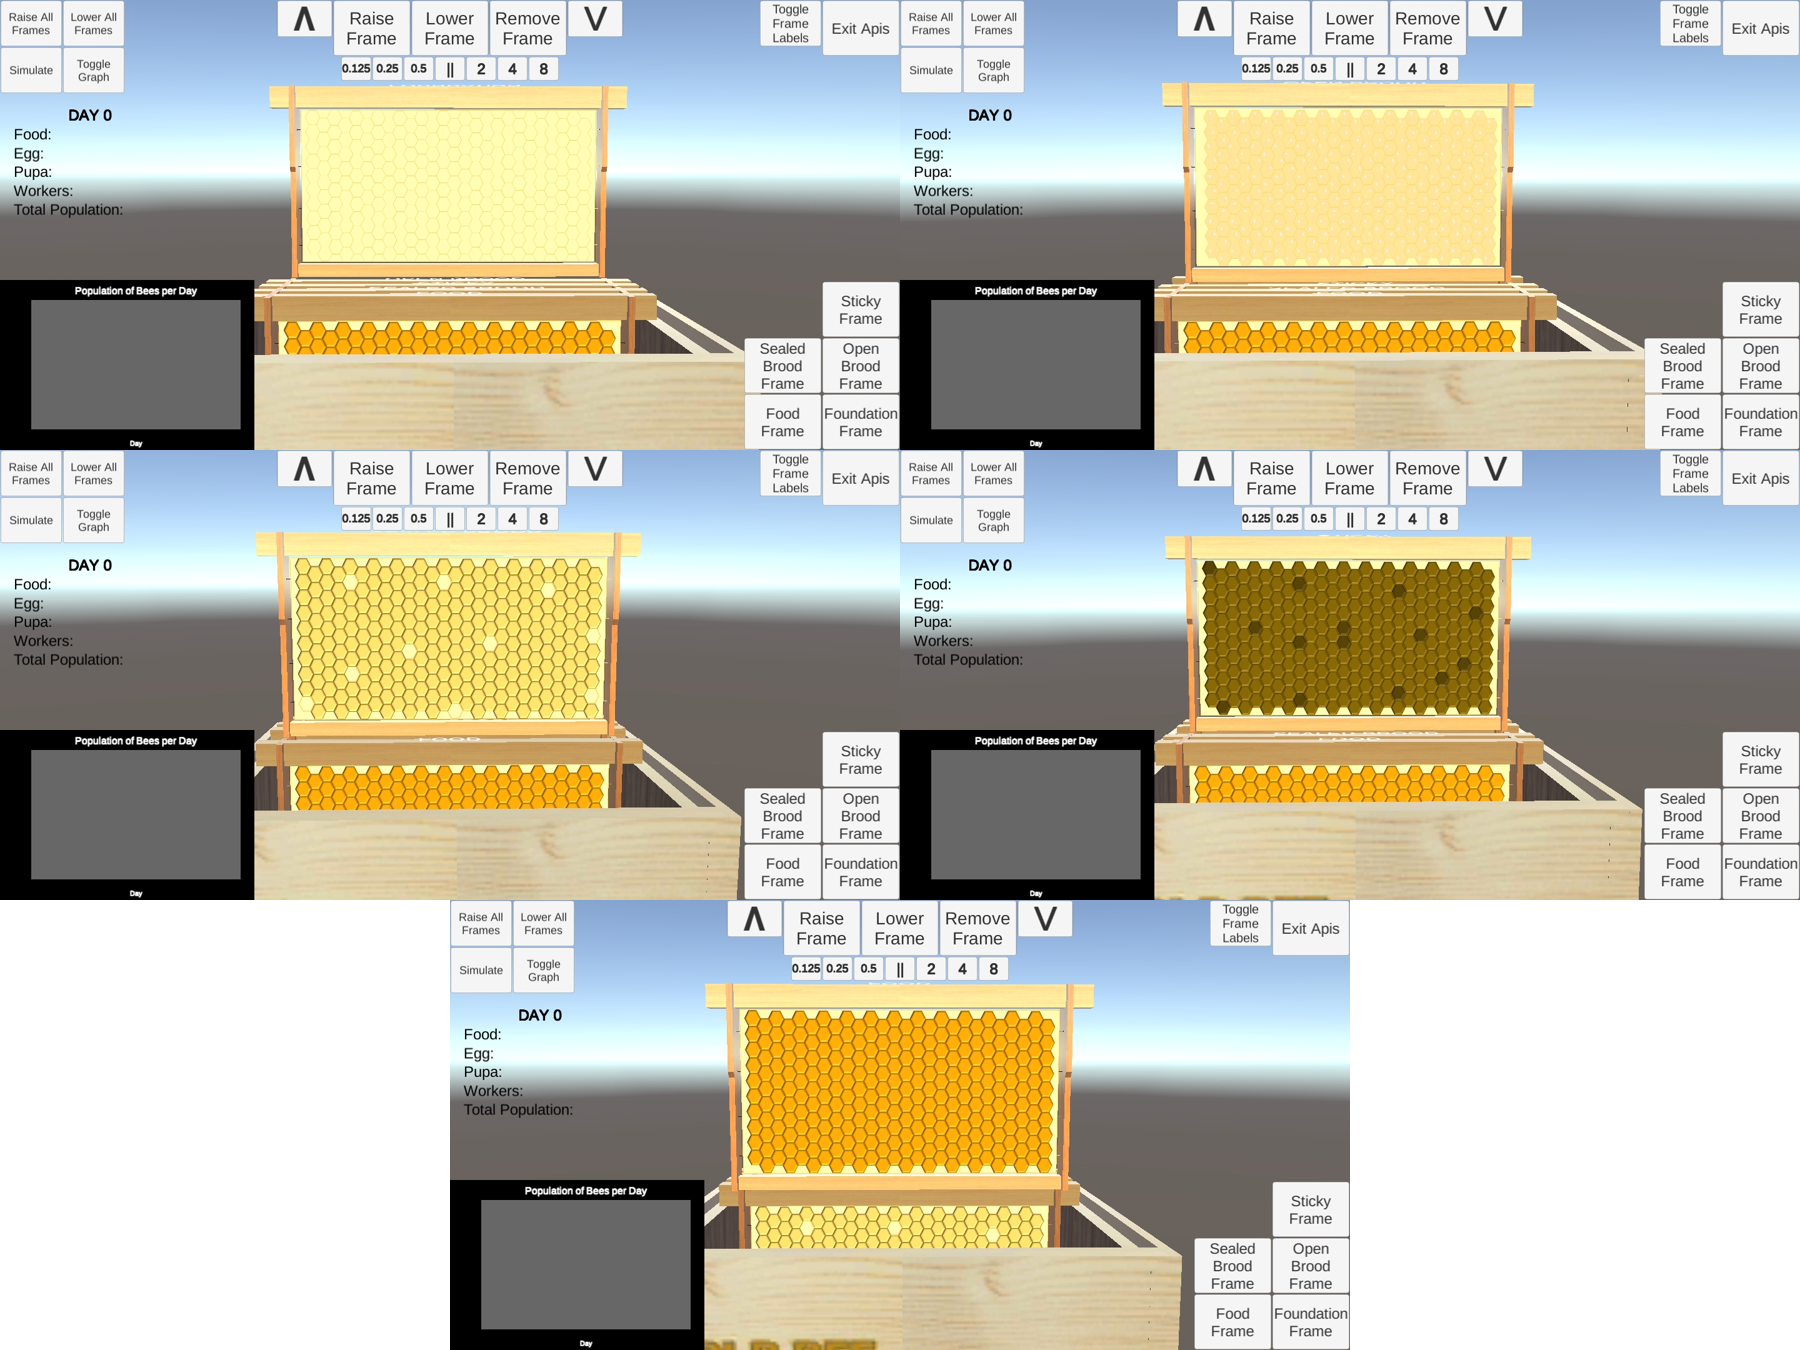 Raise All Frames
Lower All Frames
Simulate
Toggle Graph
Λ
Raise Frame
Lower Frame
Remove Frame
V
0.125 0.25 0.5 || 2 4 8
Toggle Frame Labels
Exit Apis
DAY 0
Food:
Egg:
Pupa:
Workers:
Total Population:
Population of Bees per Day
Day
Sticky Frame
Sealed Brood Frame
Open Brood Frame
Food Frame
Foundation Frame
Raise All Frames
Lower All Frames
Simulate
Toggle Graph
Λ
Raise Frame
Lower Frame
Remove Frame
V
0.125 0.25 0.5 || 2 4 8
Toggle Frame Labels
Exit Apis
DAY 0
Food:
Egg:
Pupa:
Workers:
Total Population:
Population of Bees per Day
Day
Sticky Frame
Sealed Brood Frame
Open Brood Frame
Food Frame
Foundation Frame
Raise All Frames
Lower All Frames
Simulate
Toggle Graph
Λ
Raise Frame
Lower Frame
Remove Frame
V
0.125 0.25 0.5 || 2 4 8
Toggle Frame Labels
Exit Apis
DAY 0
Food:
Egg:
Pupa:
Workers:
Total Population:
FOOD
Population of Bees per Day
Day
Sticky Frame
Sealed Brood Frame
Open Brood Frame
Food Frame
Foundation Frame
Raise All Frames
Lower All Frames
Simulate
Toggle Graph
Λ
Raise Frame
Lower Frame
Remove Frame
V
0.125 0.25 0.5 || 2 4 8
Toggle Frame Labels
Exit Apis
DAY 0
Food:
Egg:
Pupa:
Workers:
Total Population:
Population of Bees per Day
Day
Sticky Frame
Sealed Brood Frame
Open Brood Frame
Food Frame
Foundation Frame
Raise All Frames
Lower All Frames
Simulate
Toggle Graph
Λ
Raise Frame
Lower Frame
Remove Frame
V
0.125 0.25 0.5 || 2 4 8
Toggle Frame Labels
Exit Apis
DAY 0
Food:
Egg:
Pupa:
Workers:
Total Population:
Population of Bees per Day
Day
Sticky Frame
Sealed Brood Frame
Open Brood Frame
Food Frame
Foundation Frame